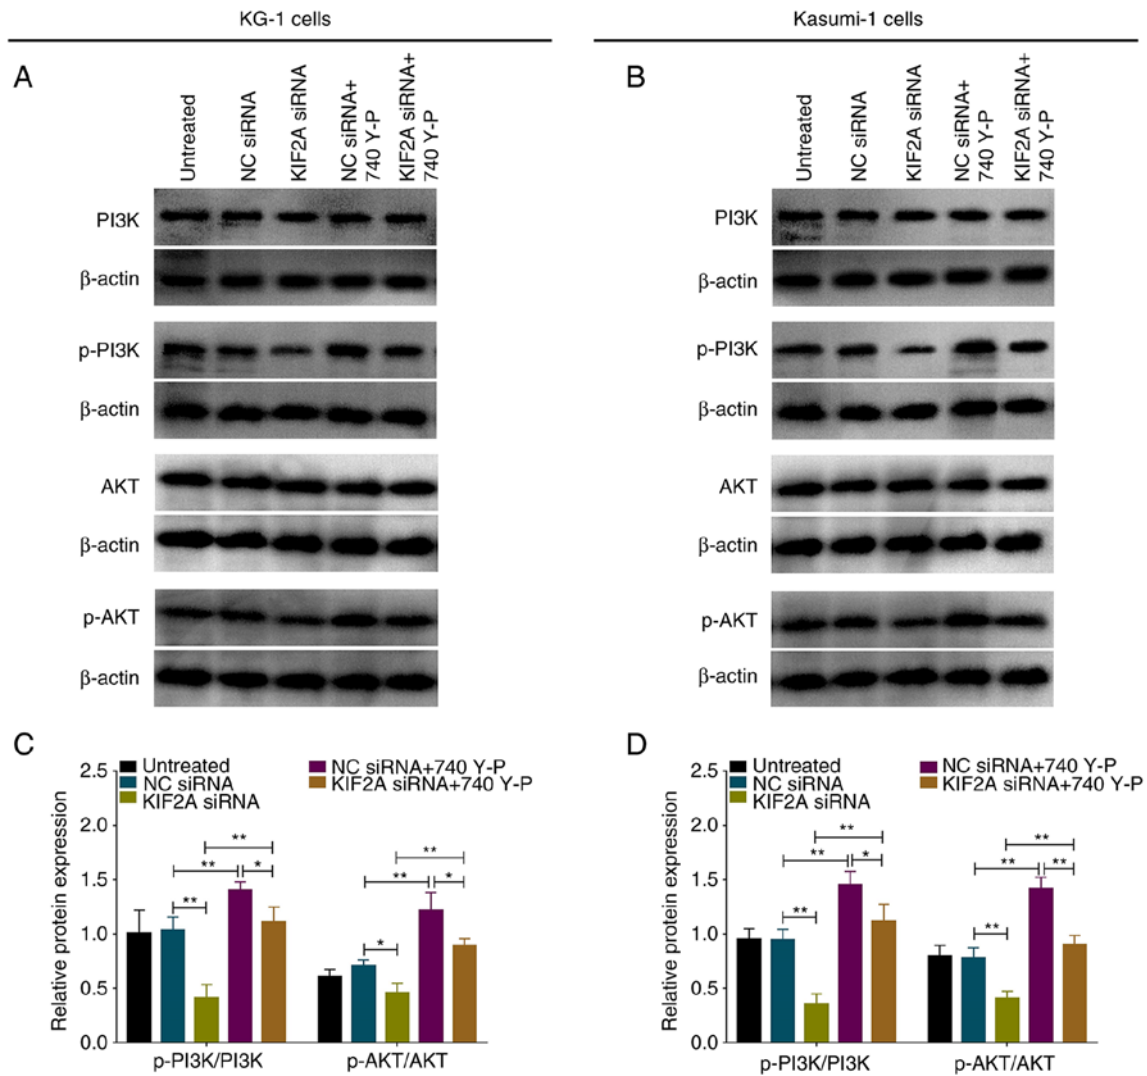 KG-1 cells
Kasumi-1 cells
A
Untreated
NC siRNA
KIF2A siRNA
NC siRNA+
740 Y-P
KIF2A siRNA+
740 Y-P
PI3K
β-actin
p-PI3K
β-actin
AKT
β-actin
p-AKT
β-actin
B
Untreated
NC siRNA
KIF2A siRNA
NC siRNA+
740 Y-P
KIF2A siRNA+
740 Y-P
PI3K
β-actin
p-PI3K
β-actin
AKT
β-actin
p-AKT
β-actin
C
Untreated
NC siRNA
KIF2A siRNA
NC siRNA+740 Y-P
KIF2A siRNA+740 Y-P
Relative protein expression
2.5
2.0
1.5
1.0
0.5
0.0
**
**
*
**
**
**
*
*
p-PI3K/PI3K
p-AKT/AKT
D
Untreated
NC siRNA
KIF2A siRNA
NC siRNA+740 Y-P
KIF2A siRNA+740 Y-P
Relative protein expression
2.5
2.0
1.5
1.0
0.5
0.0
**
**
*
**
**
**
**
**
p-PI3K/PI3K
p-AKT/AKT